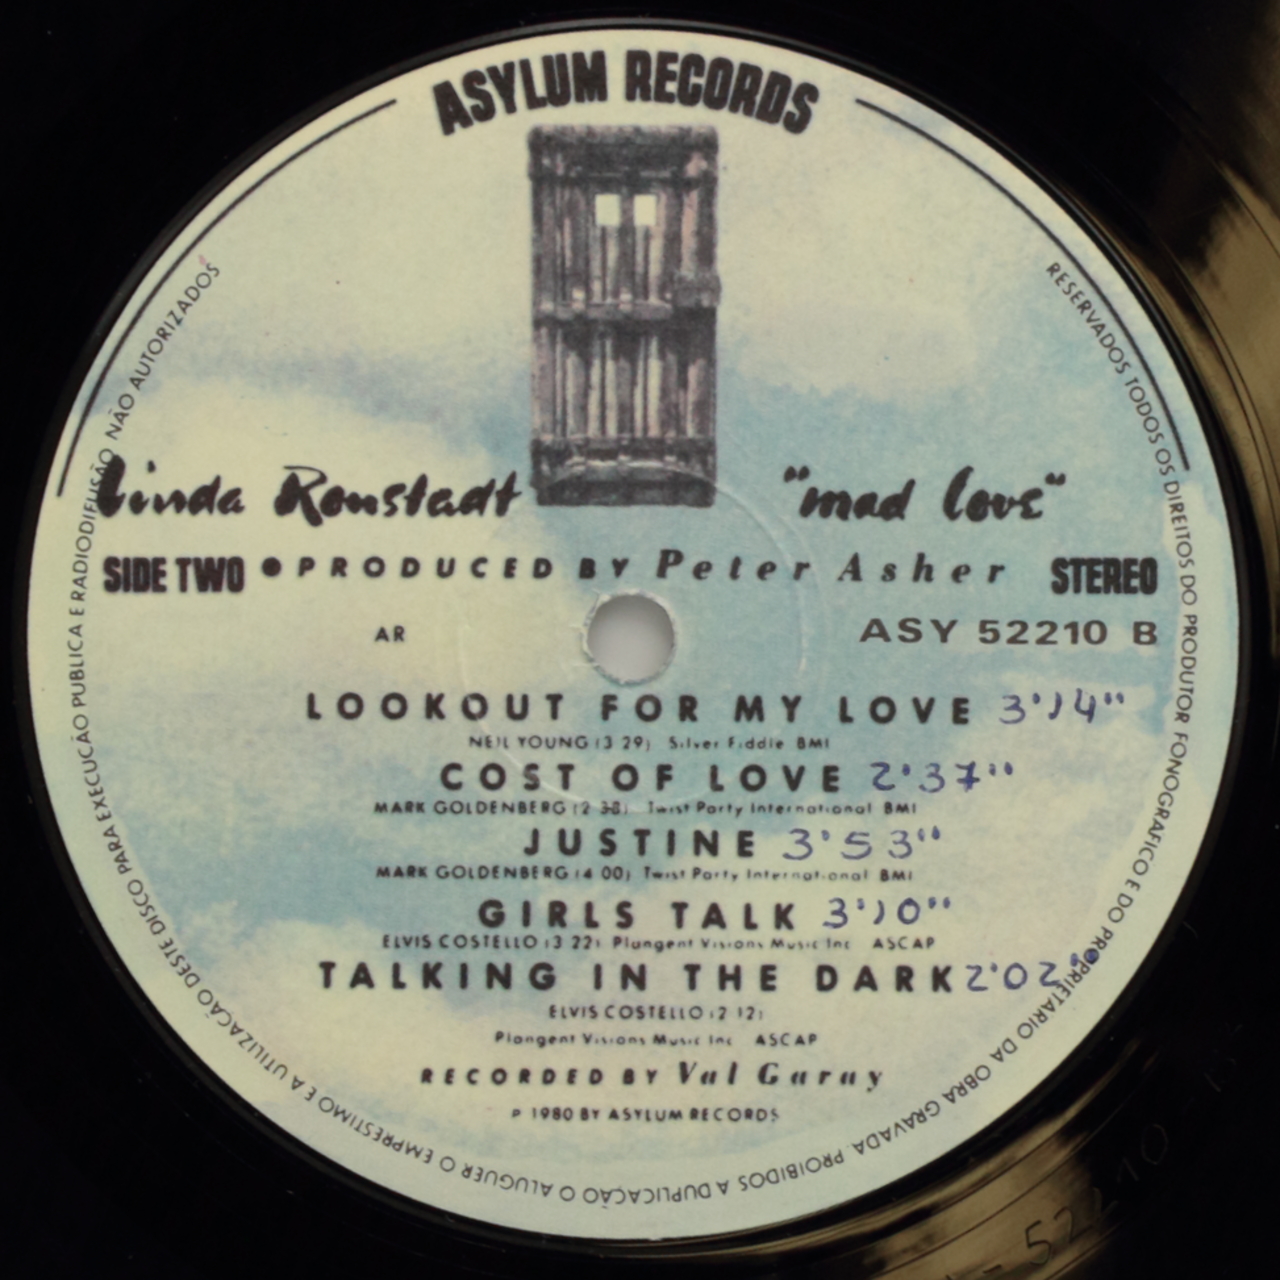 ASYLUM RECORDS
Linda Ronstadt "mad love"
SIDE TWO ● PRODUCED BY Peter Asher STEREO
AR ASY 52210 B
LOOKOUT FOR MY LOVE 3'14"
NEIL YOUNG (3 29) Silver Fiddle BMI
COST OF LOVE 2'37"
MARK GOLDENBERG (2 38) Twist Party International BMI
JUSTINE 3'53"
MARK GOLDENBERG (4 00) Twist Party International BMI
GIRLS TALK 3'10"
ELVIS COSTELLO (3 22) Plangent Visions Music Inc ASCAP
TALKING IN THE DARK 2'02"
ELVIS COSTELLO (2 12)
Plangent Visions Music Inc ASCAP
RECORDED BY Val Garay
P 1980 BY ASYLUM RECORDS
RESERVADOS TODOS OS DIREITOS DO PRODUTOR FONOGRAFICO E DO PROPRIETARIO DA OBRA GRAVADA. PROIBIDOS A DUPLICAÇÃO O ALUGUER O EMPRESTIMO E A UTILIZAÇÃO DESTE DISCO PARA EXECUÇÃO PUBLICA E RADIODIFUSÃO NÃO AUTORIZADOS